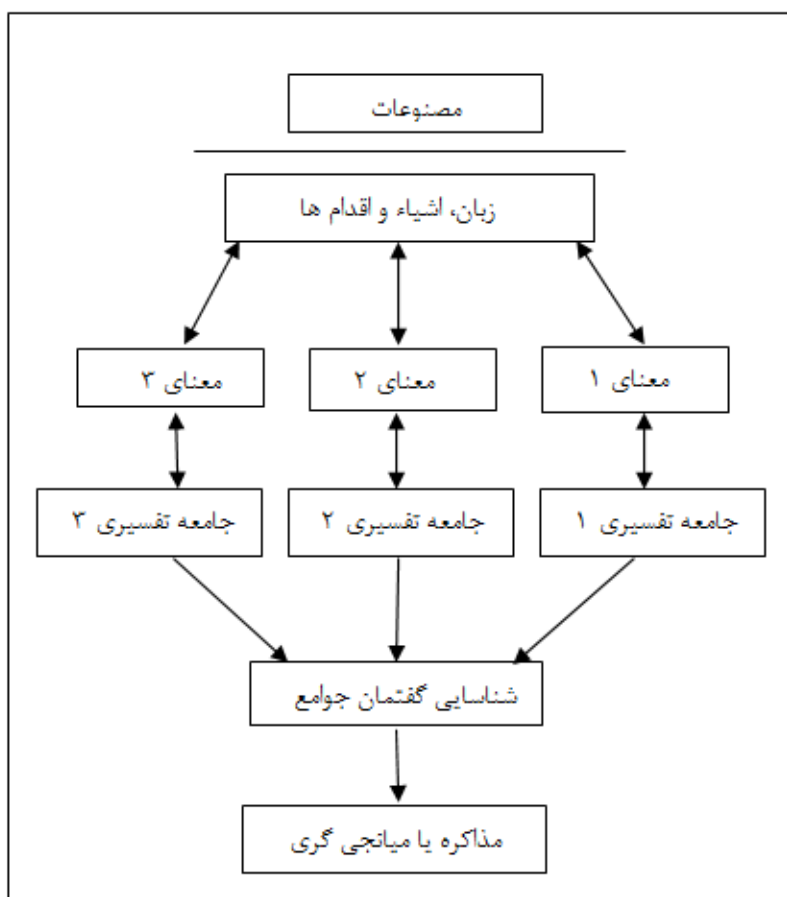 مصنوعات
زبان، اشیاء و اقدام ها
معنای ۱
معنای ۲
معنای ۳
جامعه تفسیری ۱
جامعه تفسیری ۲
جامعه تفسیری ۳
شناسایی گفتمان جوامع
مذاکره یا میانجی گری